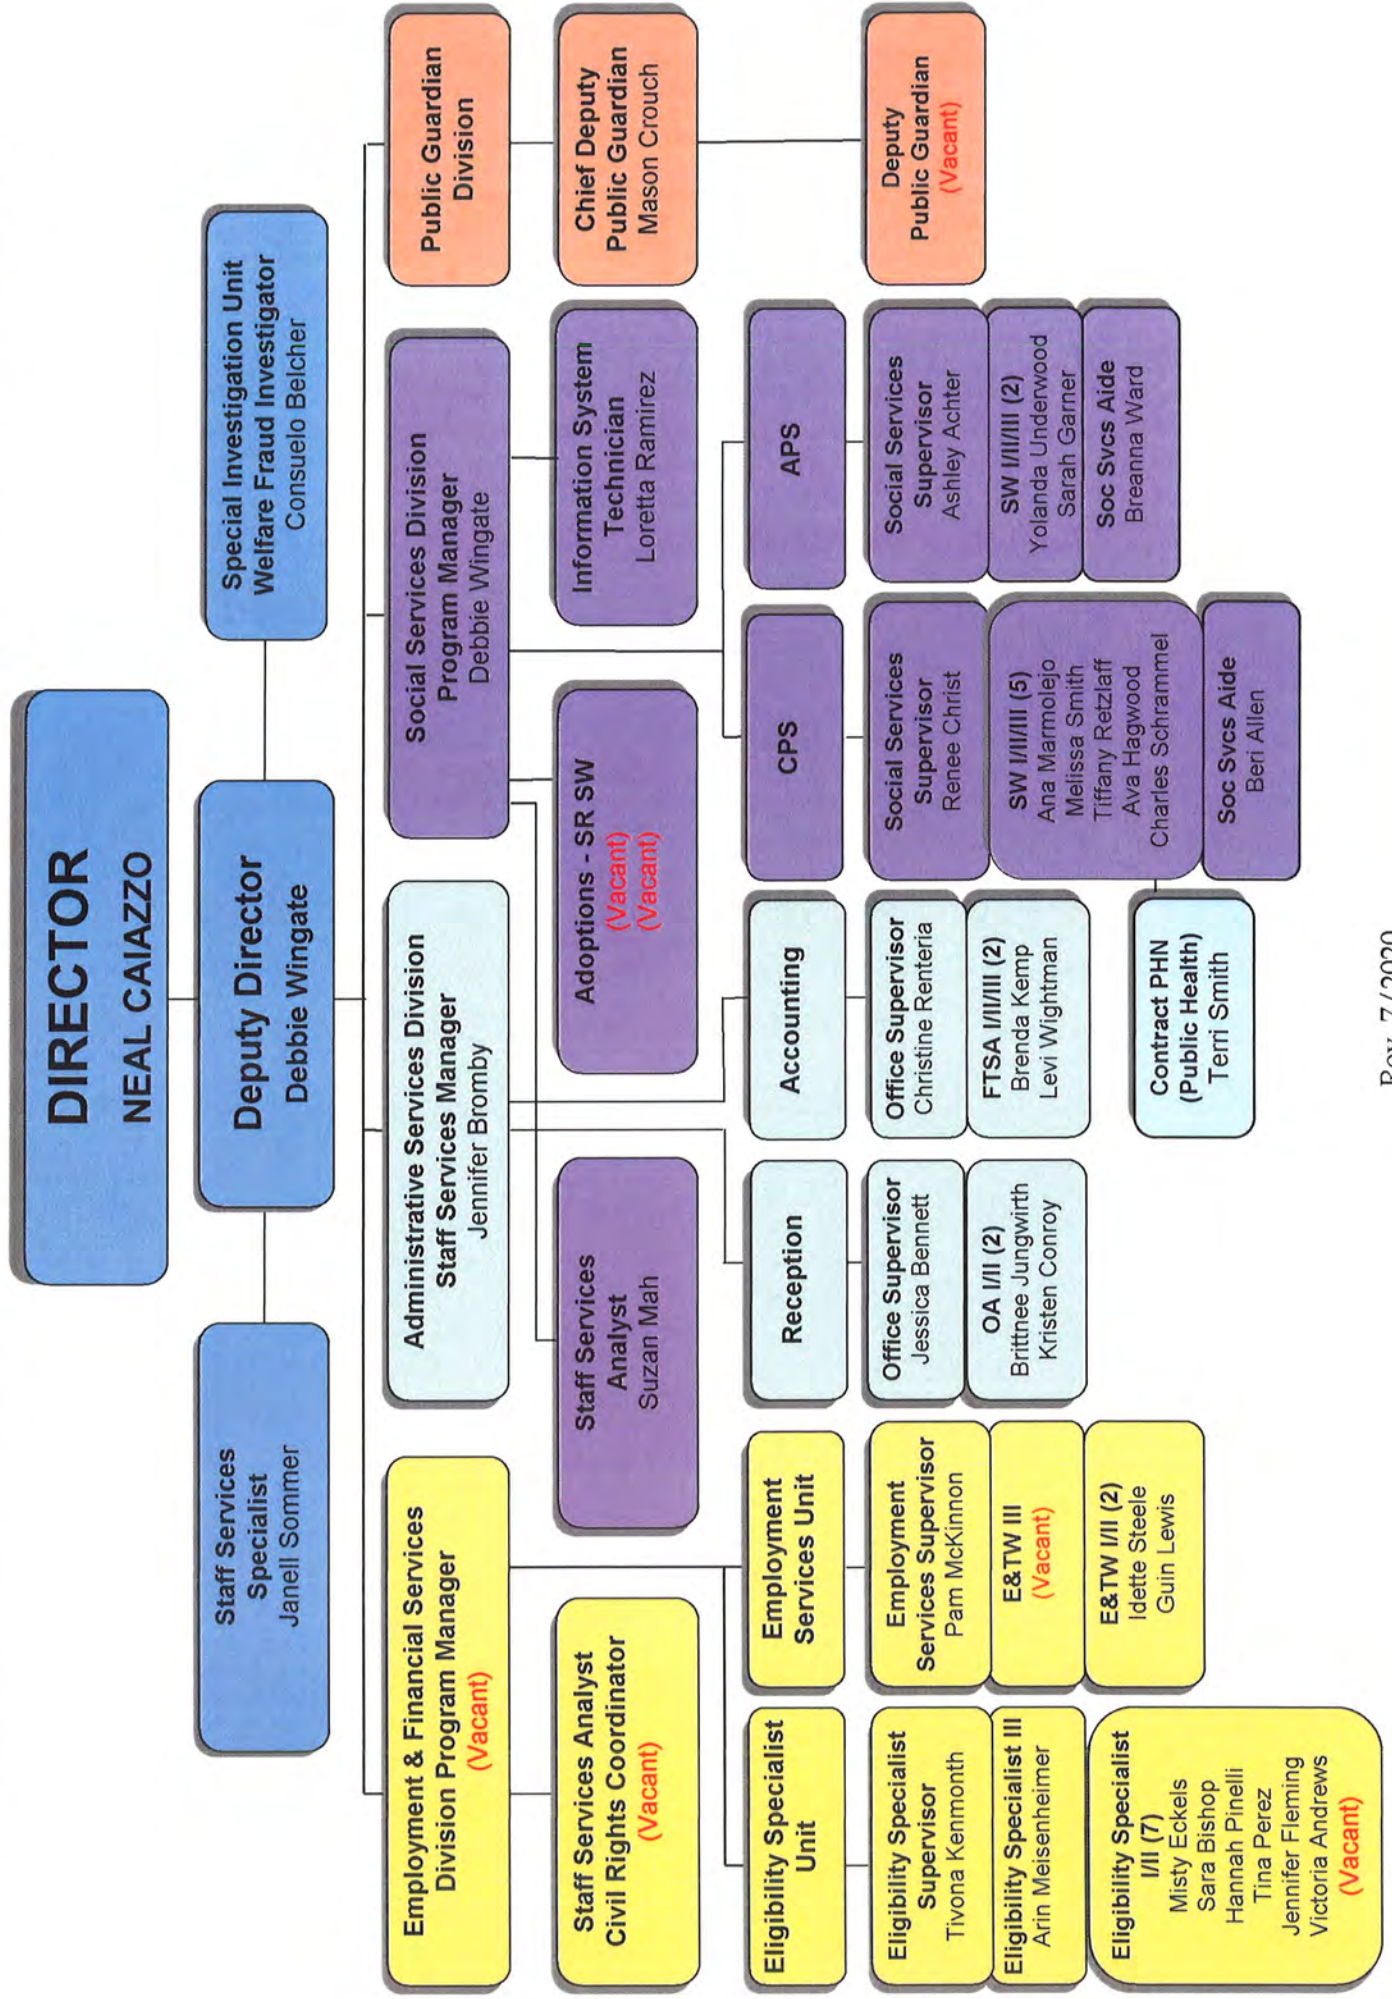 DIRECTOR
NEAL CAIAZZO
Staff Services
Specialist
Janell Sommer
Deputy Director
Debbie Wingate
Special Investigation Unit
Welfare Fraud Investigator
Consuelo Belcher
Employment & Financial Services
Division Program Manager
(Vacant)
Administrative Services Division
Staff Services Manager
Jennifer Bromby
Social Services Division
Program Manager
Debbie Wingate
Public Guardian
Division
Staff Services Analyst
Civil Rights Coordinator
(Vacant)
Staff Services
Analyst
Suzan Mah
Adoptions - SR SW
(Vacant)
(Vacant)
Information System
Technician
Loretta Ramirez
Chief Deputy
Public Guardian
Mason Crouch
Eligibility Specialist
Unit
Employment
Services Unit
Reception
Accounting
CPS
APS
Eligibility Specialist
Supervisor
Tivona Kenmonth
Eligibility Specialist III
Arin Meisenheimer
Eligibility Specialist
I/II (7)
Misty Eckels
Sara Bishop
Hannah Pinelli
Tina Perez
Jennifer Fleming
Victoria Andrews
(Vacant)
Employment
Services Supervisor
Pam McKinnon
E&TW III
(Vacant)
E&TW I/II (2)
Idette Steele
Guin Lewis
Office Supervisor
Jessica Bennett
OA I/II (2)
Brittnee Jungwirth
Kristen Conroy
Office Supervisor
Christine Renteria
FTSA I/II/III (2)
Brenda Kemp
Levi Wightman
Contract PHN
(Public Health)
Terri Smith
Social Services
Supervisor
Renee Christ
SW I/II/III (5)
Ana Marmolejo
Melissa Smith
Tiffany Retzlaff
Ava Hagwood
Charles Schrammel
Soc Svcs Aide
Beri Allen
Social Services
Supervisor
Ashley Achter
SW I/II/III (2)
Yolanda Underwood
Sarah Garner
Soc Svcs Aide
Breanna Ward
Deputy
Public Guardian
(Vacant)
Rev. 7/2020